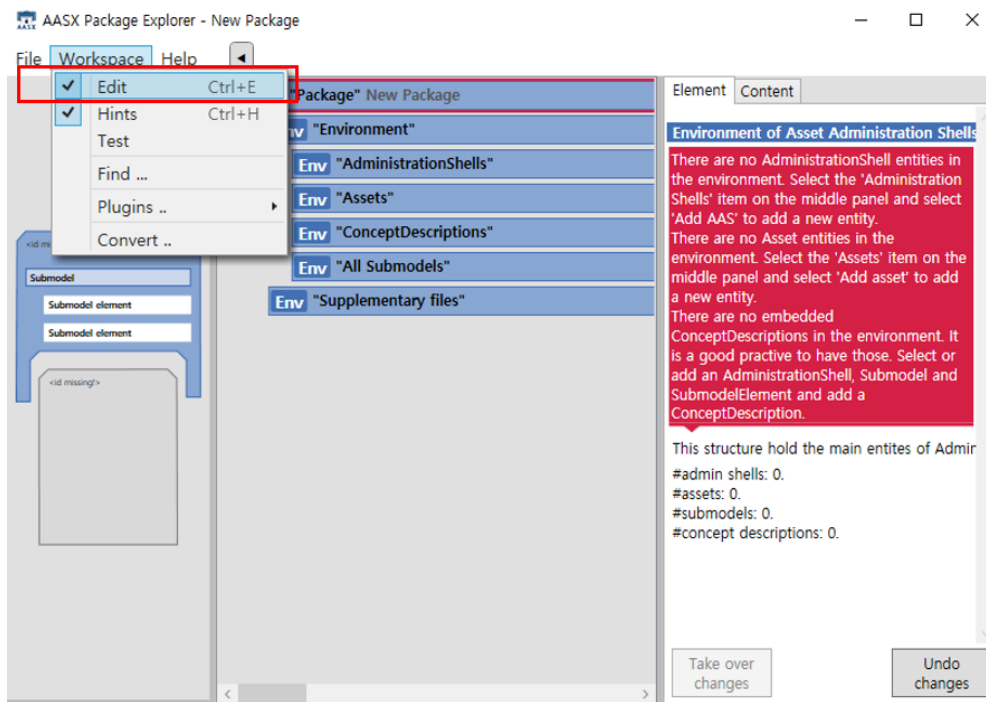 AASX Package Explorer - New Package
File Workspace Help
Edit Ctrl+E
Hints Ctrl+H
Test
Find ...
Plugins ..
Convert ..
<id mi
Submodel
Submodel element
Submodel element
<id missing!>
"Package" New Package
"Environment"
Env "AdministrationShells"
Env "Assets"
Env "ConceptDescriptions"
Env "All Submodels"
Env "Supplementary files"
Element Content
Environment of Asset Administration Shells
There are no AdministrationShell entities in
the environment. Select the 'Administration
Shells' item on the middle panel and select
'Add AAS' to add a new entity.
There are no Asset entities in the
environment. Select the 'Assets' item on the
middle panel and select 'Add asset' to add
a new entity.
There are no embedded
ConceptDescriptions in the environment. It
is a good practive to have those. Select or
add an AdministrationShell, Submodel and
SubmodelElement and add a
ConceptDescription.
This structure hold the main entites of Admin
#admin shells: 0.
#assets: 0.
#submodels: 0.
#concept descriptions: 0.
Take over
changes
Undo
changes